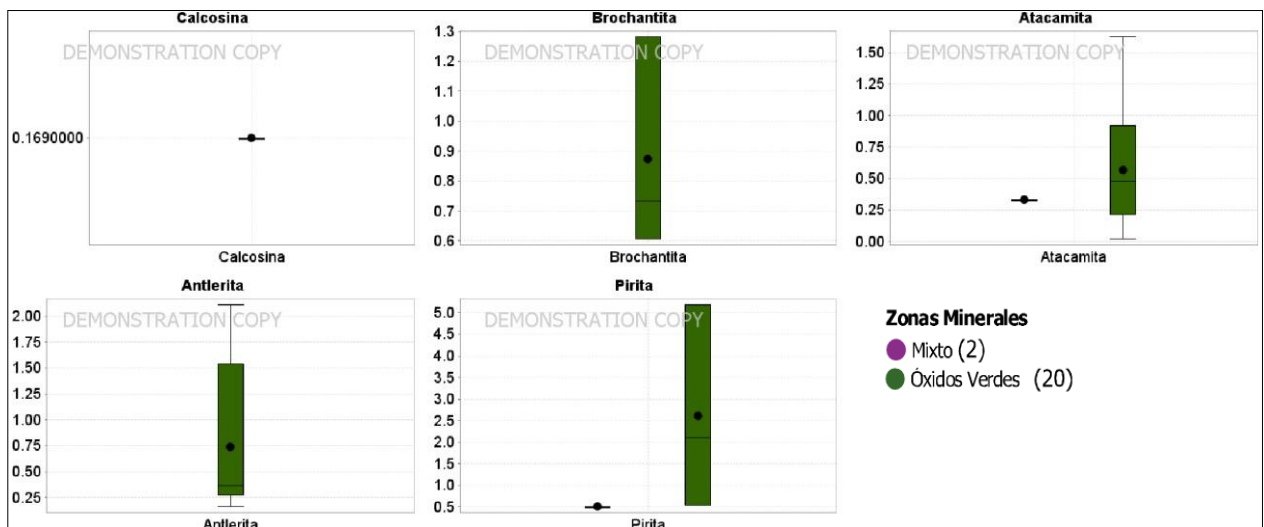 Calcosina
DEMONSTRATION COPY
0.1690000
Calcosina
Brochantita
DEMONSTRATION COPY
1.3
1.2
1.1
1.0
0.9
0.8
0.7
0.6
Brochantita
Atacamita
DEMONSTRATION COPY
1.50
1.25
1.00
0.75
0.50
0.25
0.00
Atacamita
Antlerita
DEMONSTRATION COPY
2.00
1.75
1.50
1.25
1.00
0.75
0.50
0.25
Antlerita
Pirita
DEMONSTRATION COPY
5.0
4.5
4.0
3.5
3.0
2.5
2.0
1.5
1.0
0.5
Pirita
Zonas Minerales
Mixto (2)
Óxidos Verdes (20)